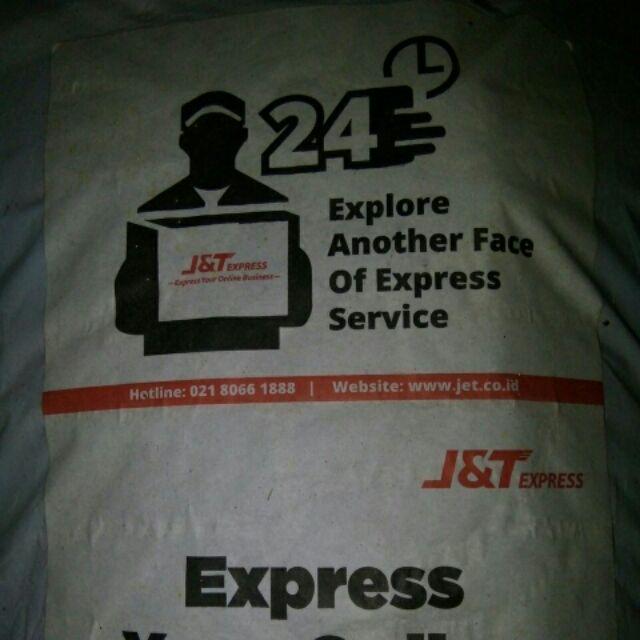 24
Explore
Another Face
Of Express
Service
J&T EXPRESS
—Express Your Online Business—
Hotline: 021 8066 1888 | Website: www.jet.co.id
J&T EXPRESS
Express